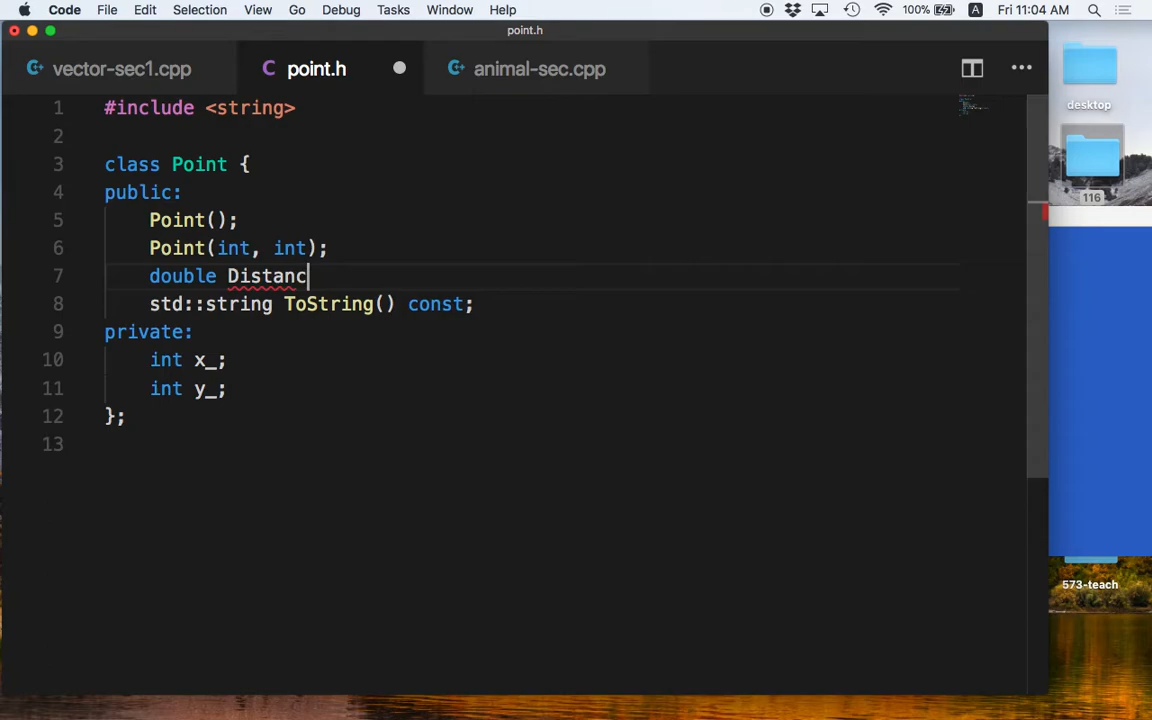 Code File Edit Selection View Go Debug Tasks Window Help 100% A Fri 11:04 AM
point.h
vector-sec1.cpp C point.h animal-sec.cpp
1 #include <string>
2
3 class Point {
4 public:
5 Point();
6 Point(int, int);
7 double Distanc
8 std::string ToString() const;
9 private:
10 int x_;
11 int y_;
12 };
13
desktop
116
573-teach